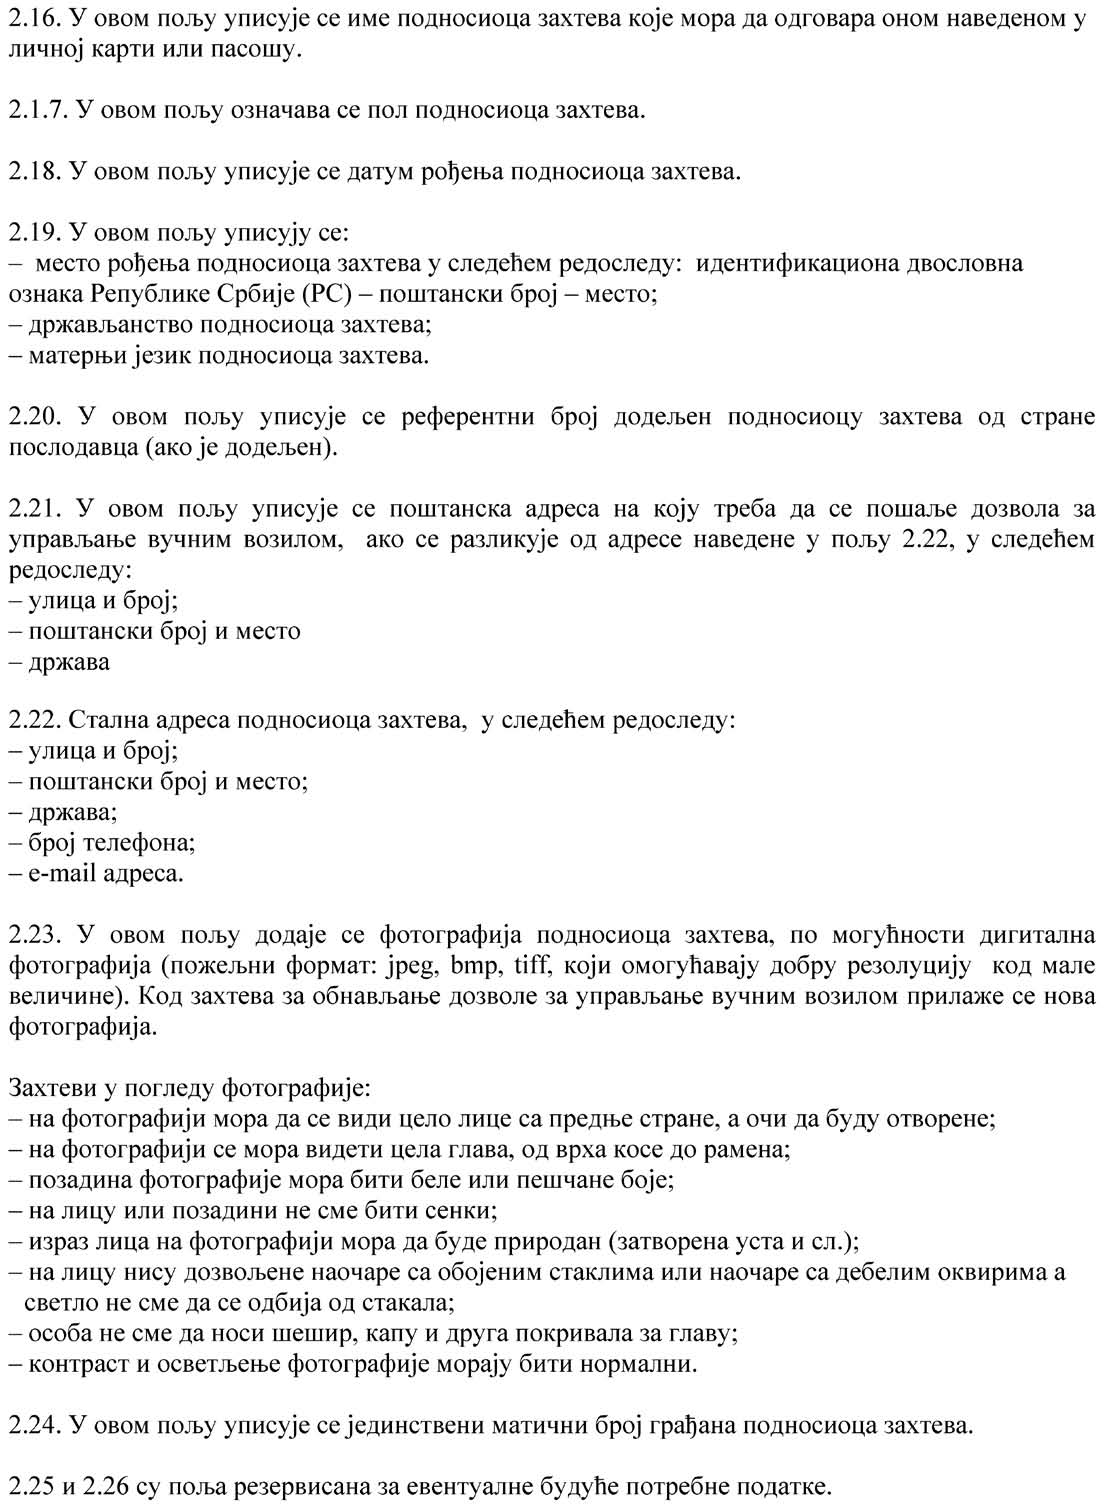 2.16. У овом пољу уписује се име подносиоца захтева које мора да одговара оном наведеном у
личној карти или пасошу.
2.1.7. У овом пољу означава се пол подносиоца захтева.
2.18. У овом пољу уписује се датум рођења подносиоца захтева.
2.19. У овом пољу уписују се:
–  место рођења подносиоца захтева у следећем редоследу:  идентификациона двословна
ознака Републике Србије (РС) – поштански број – место;
– држављанство подносиоца захтева;
– матерњи језик подносиоца захтева.
2.20. У овом пољу уписује се референтни број додељен подносиоцу захтева од стране
послодавца (ако је додељен).
2.21. У овом пољу уписује се поштанска адреса на коју треба да се пошаље дозвола за
управљање вучним возилом,  ако се разликује од адресе наведене у пољу 2.22, у следећем
редоследу:
– улица и број;
– поштански број и место
– држава
2.22. Стална адреса подносиоца захтева,  у следећем редоследу:
– улица и број;
– поштански број и место;
– држава;
– број телефона;
– e-mail адреса.
2.23. У овом пољу додаје се фотографија подносиоца захтева, по могућности дигитална
фотографија (пожељни формат: jpeg, bmp, tiff, који омогућавају добру резолуцију  код мале
величине). Код захтева за обнављање дозволе за управљање вучним возилом прилаже се нова
фотографија.
Захтеви у погледу фотографије:
– на фотографији мора да се види цело лице са предње стране, а очи да буду отворене;
– на фотографији се мора видети цела глава, од врха косе до рамена;
– позадина фотографије мора бити беле или пешчане боје;
– на лицу или позадини не сме бити сенки;
– израз лица на фотографији мора да буде природан (затворена уста и сл.);
– на лицу нису дозвољене наочаре са обојеним стаклима или наочаре са дебелим оквирима а
светло не сме да се одбија од стакала;
– особа не сме да носи шешир, капу и друга покривала за главу;
– контраст и осветљење фотографије морају бити нормални.
2.24. У овом пољу уписује се јединствени матични број грађана подносиоца захтева.
2.25 и 2.26 су поља резервисана за евентуалне будуће потребне податке.